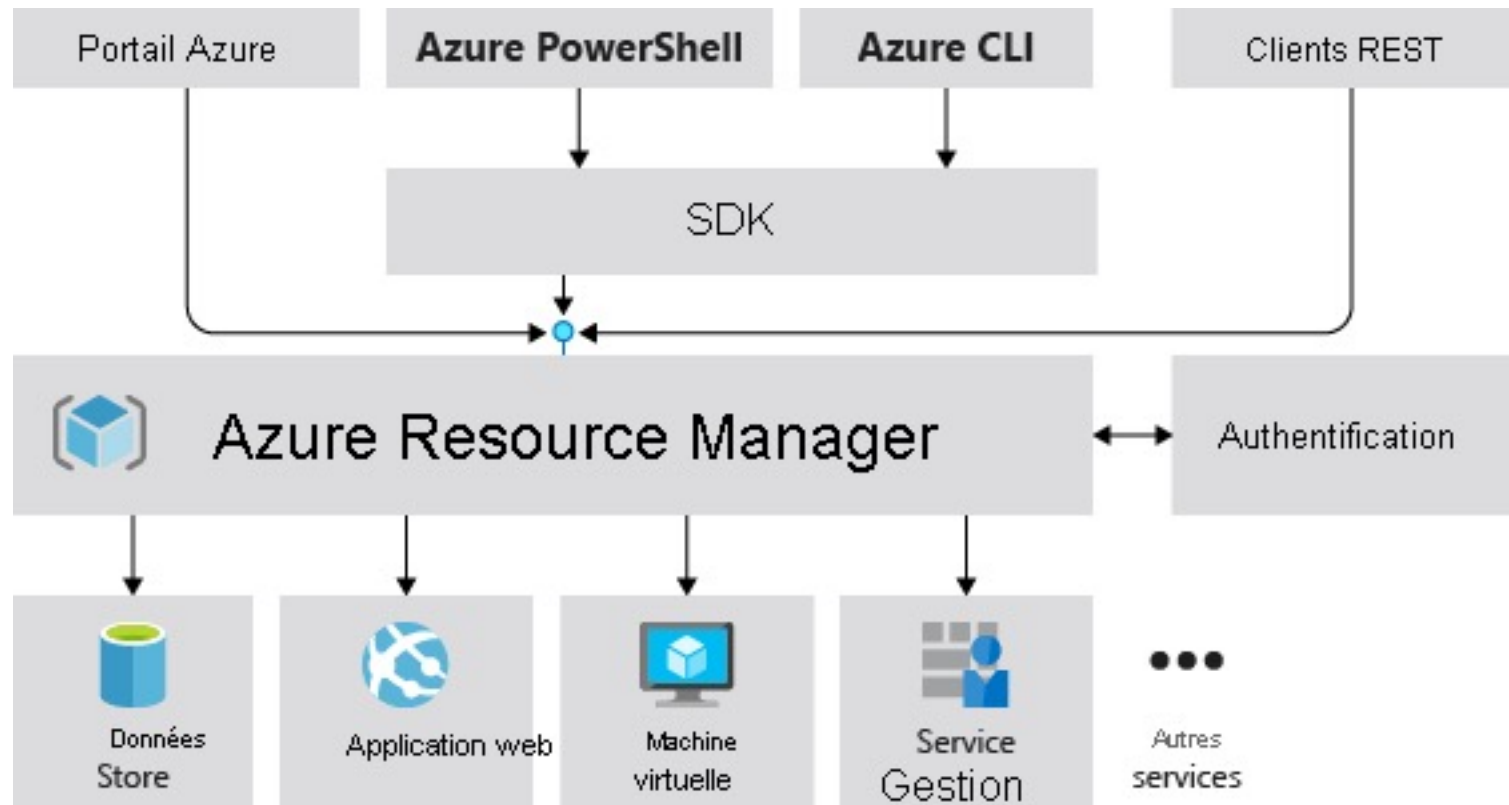 Portail Azure
Azure PowerShell
Azure CLI
Clients REST
SDK
Azure Resource Manager
Authentification
Données
Store
Application web
Machine
virtuelle
Service
Gestion
Autres
services